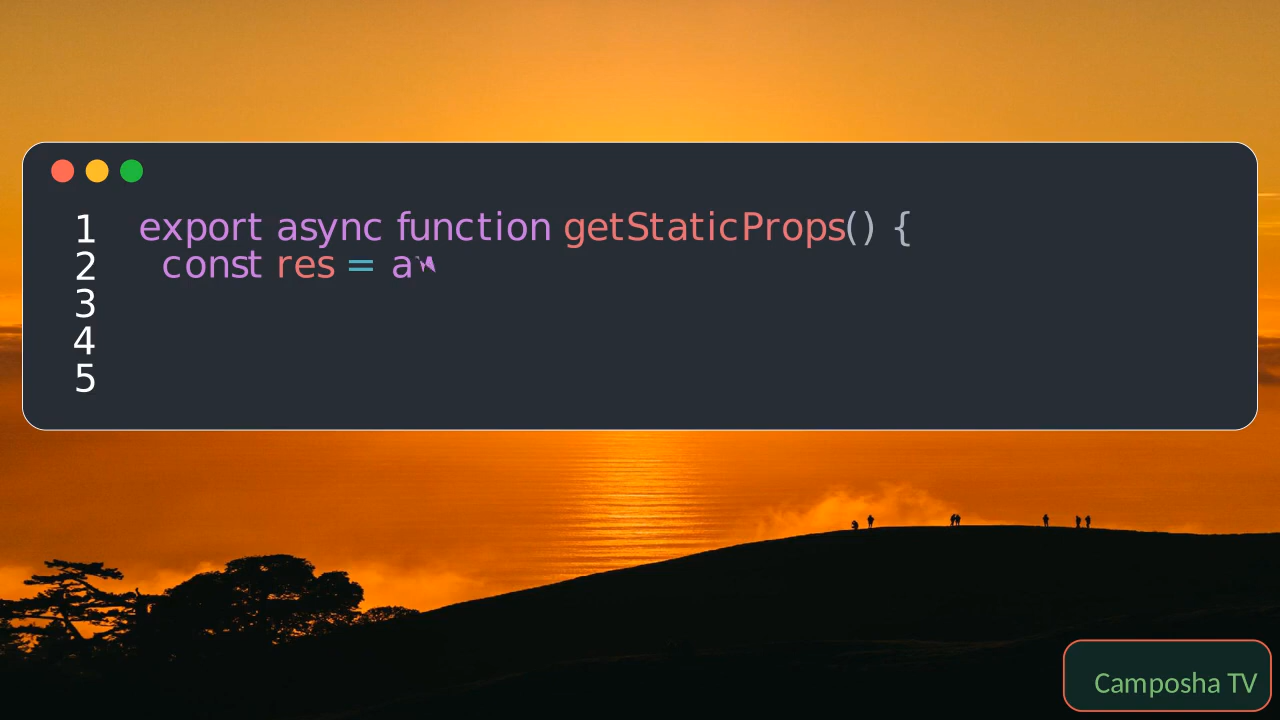 1 export async function getStaticProps() {
2 const res = a
3
4
5
Camposha TV